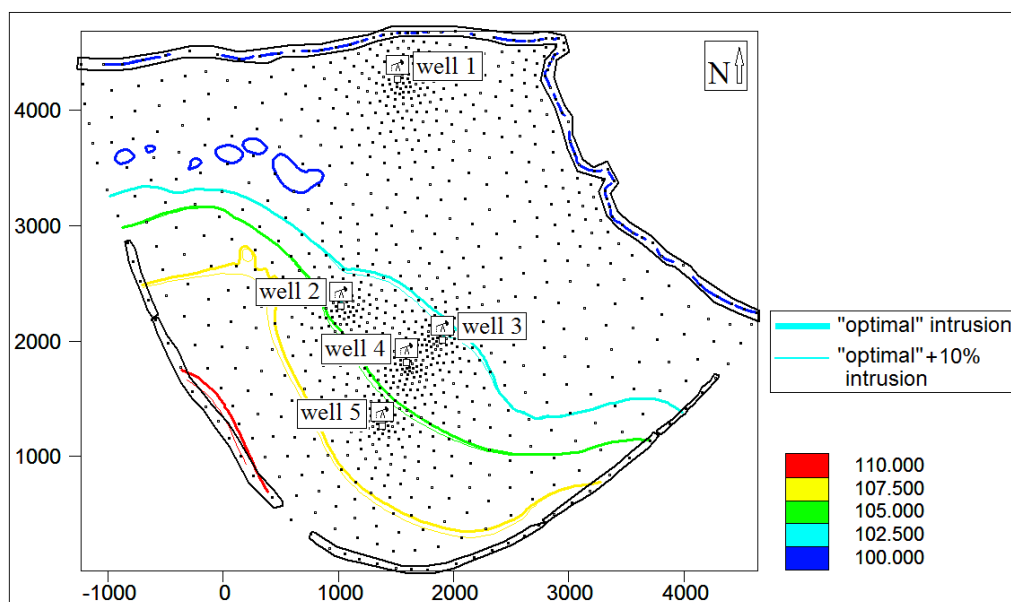 well 1
N
4000
3000
well 2
well 3
2000
well 4
"optimal" intrusion
"optimal"+10%
intrusion
well 5
1000
110.000
107.500
105.000
102.500
100.000
-1000 0 1000 2000 3000 4000